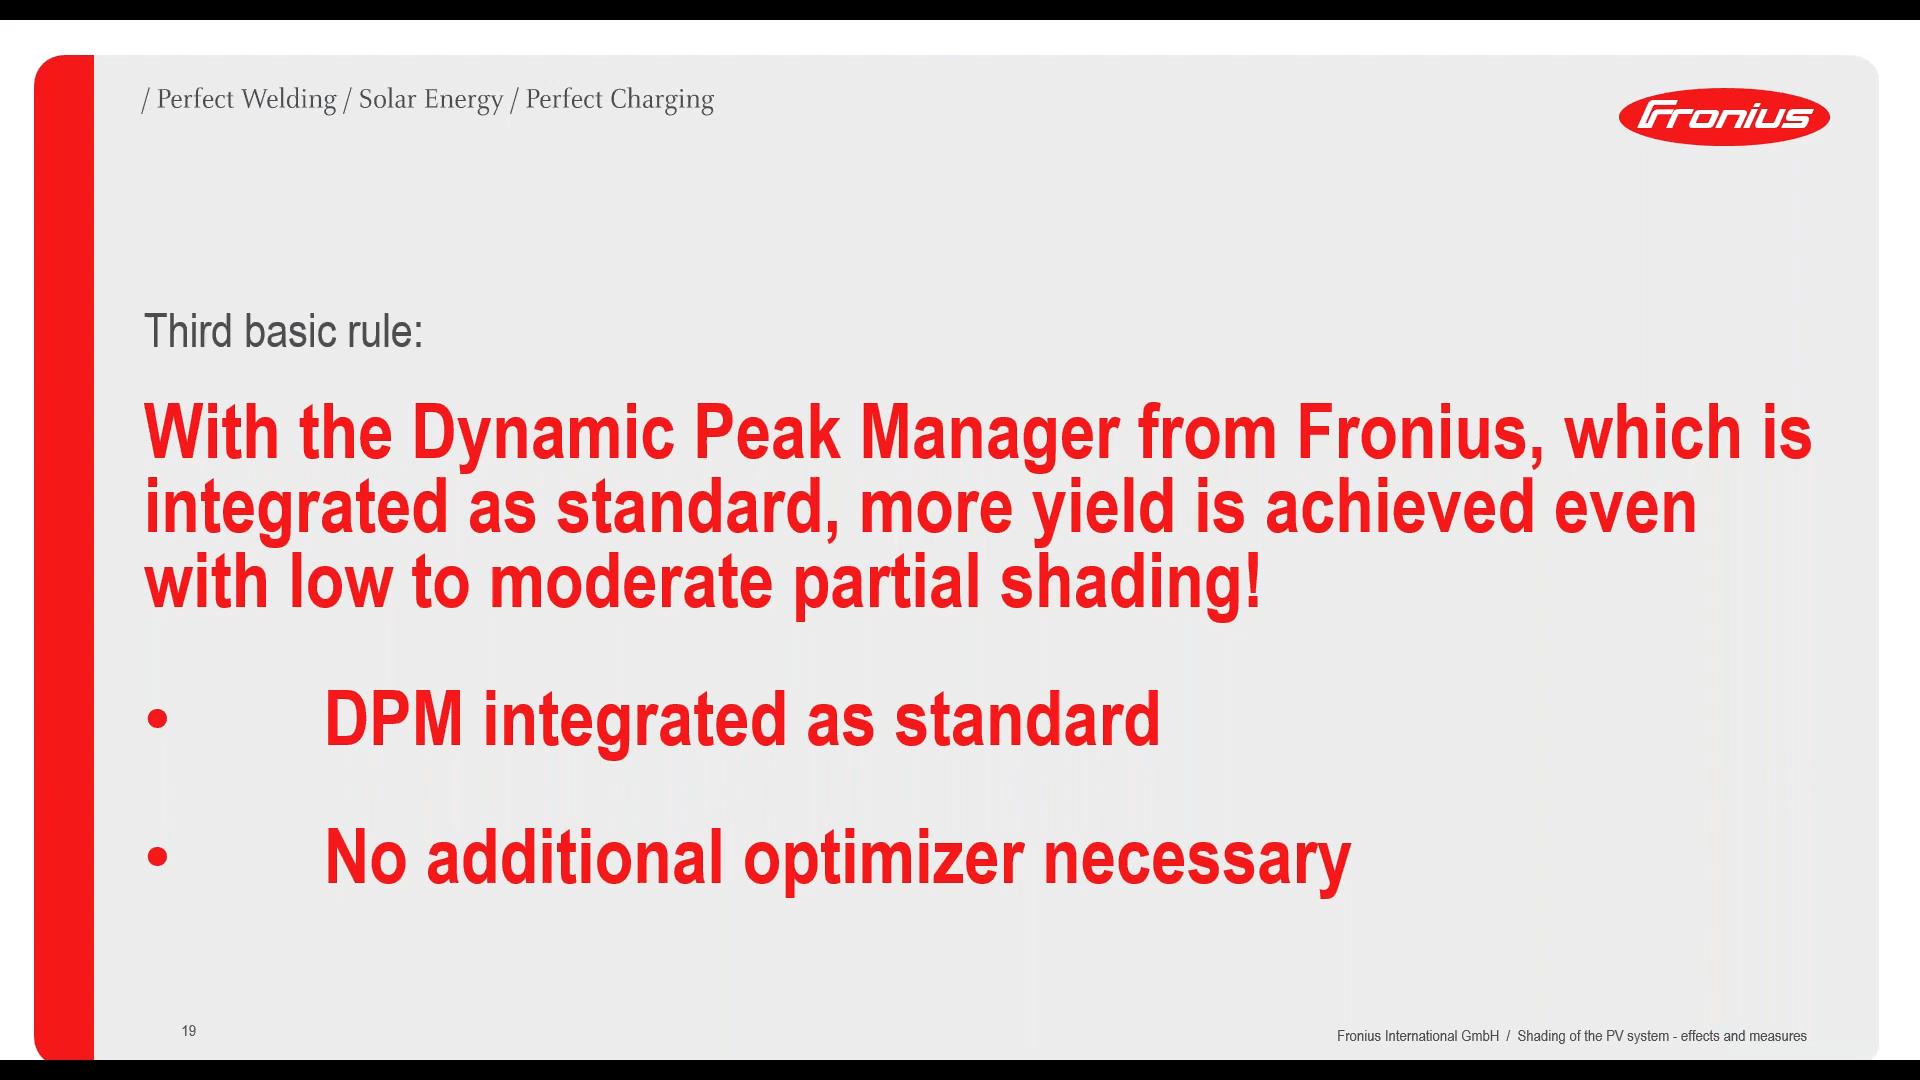 / Perfect Welding / Solar Energy / Perfect Charging
Fronius
Third basic rule:
With the Dynamic Peak Manager from Fronius, which is
integrated as standard, more yield is achieved even
with low to moderate partial shading!
• DPM integrated as standard
• No additional optimizer necessary
19
Fronius International GmbH / Shading of the PV system - effects and measures